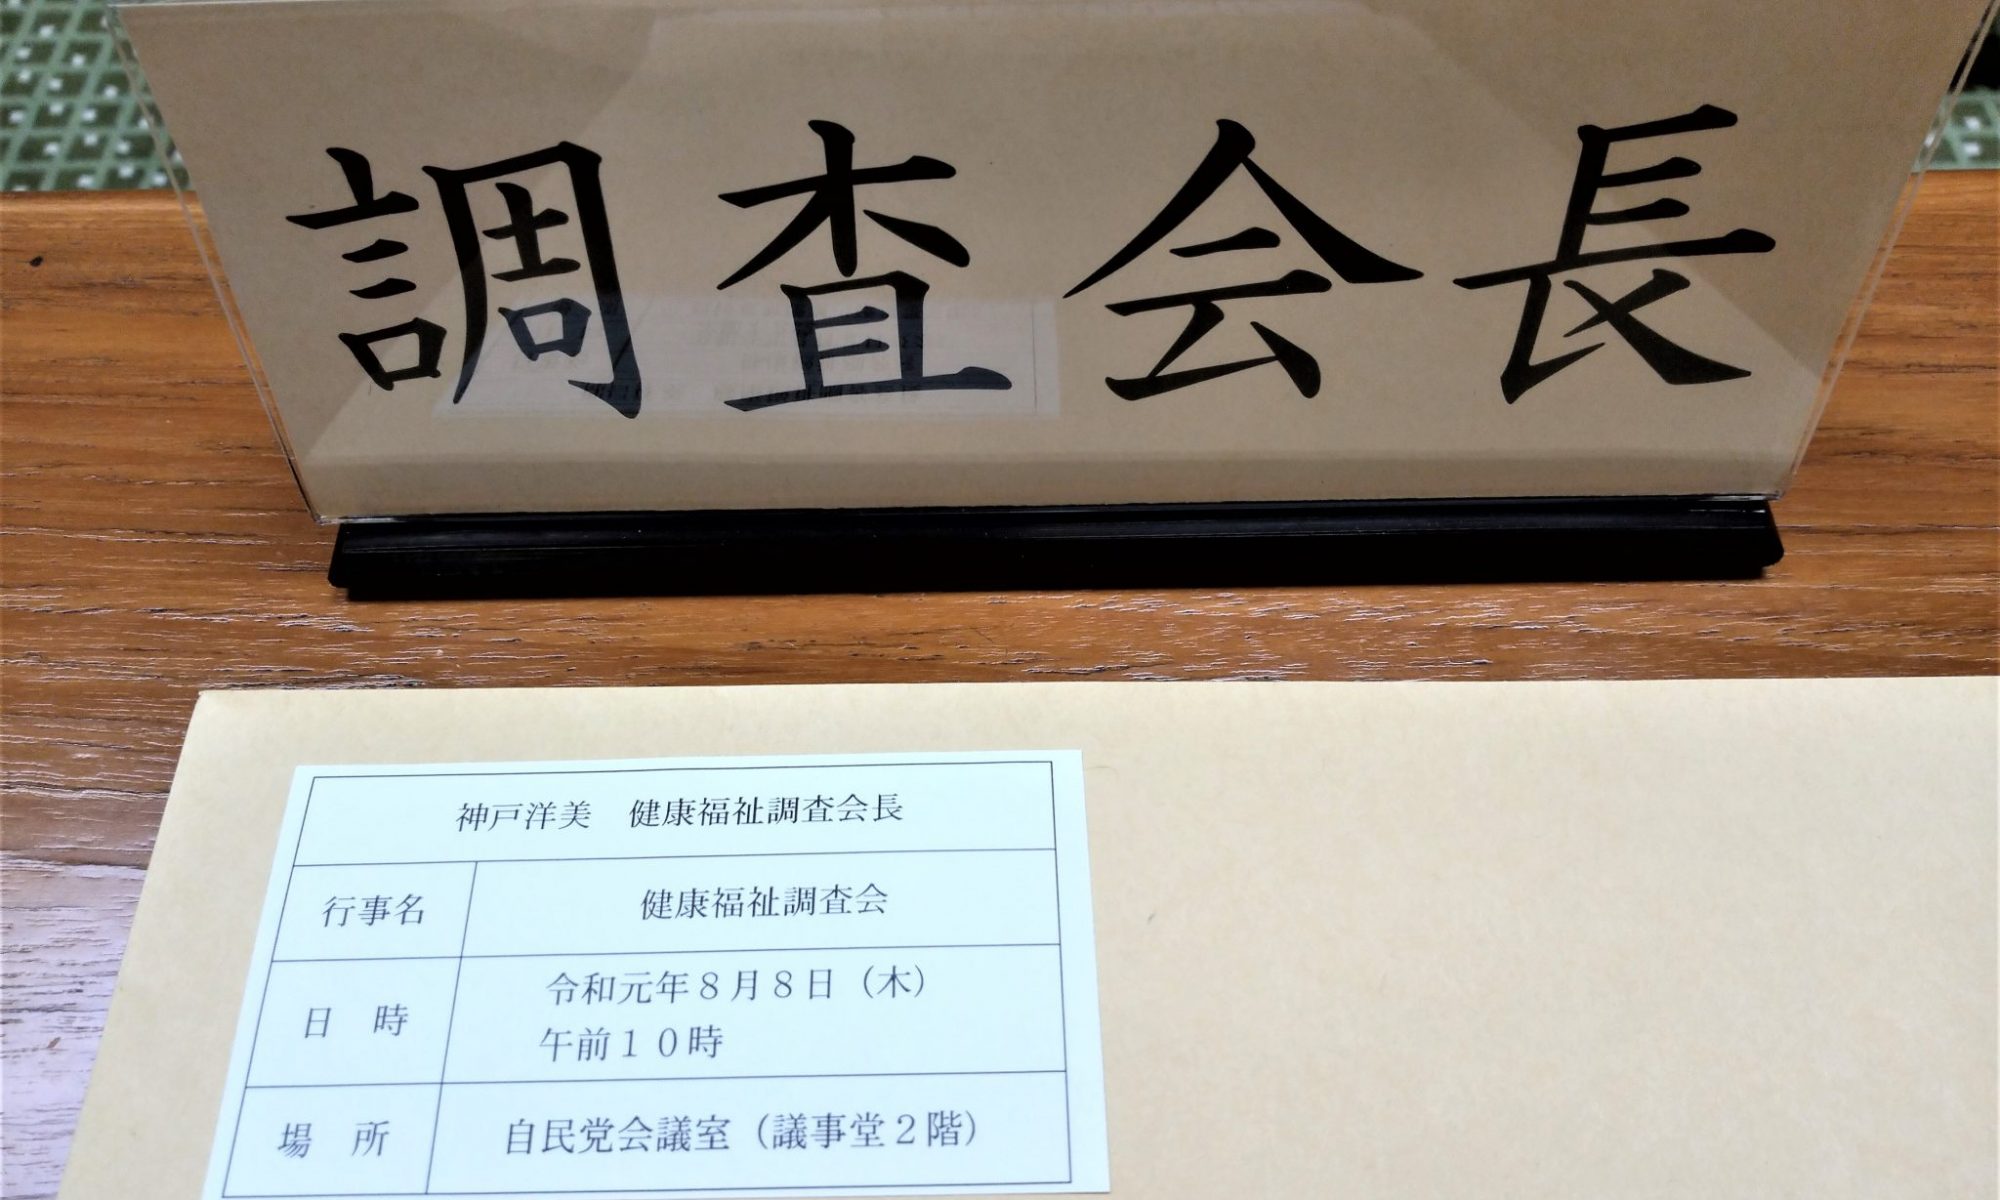 調査会長
神戸洋美　健康福祉調査会長
行事名　健康福祉調査会
日　時　令和元年８月８日（木）
午前１０時
場　所　自民党会議室（議事堂２階）